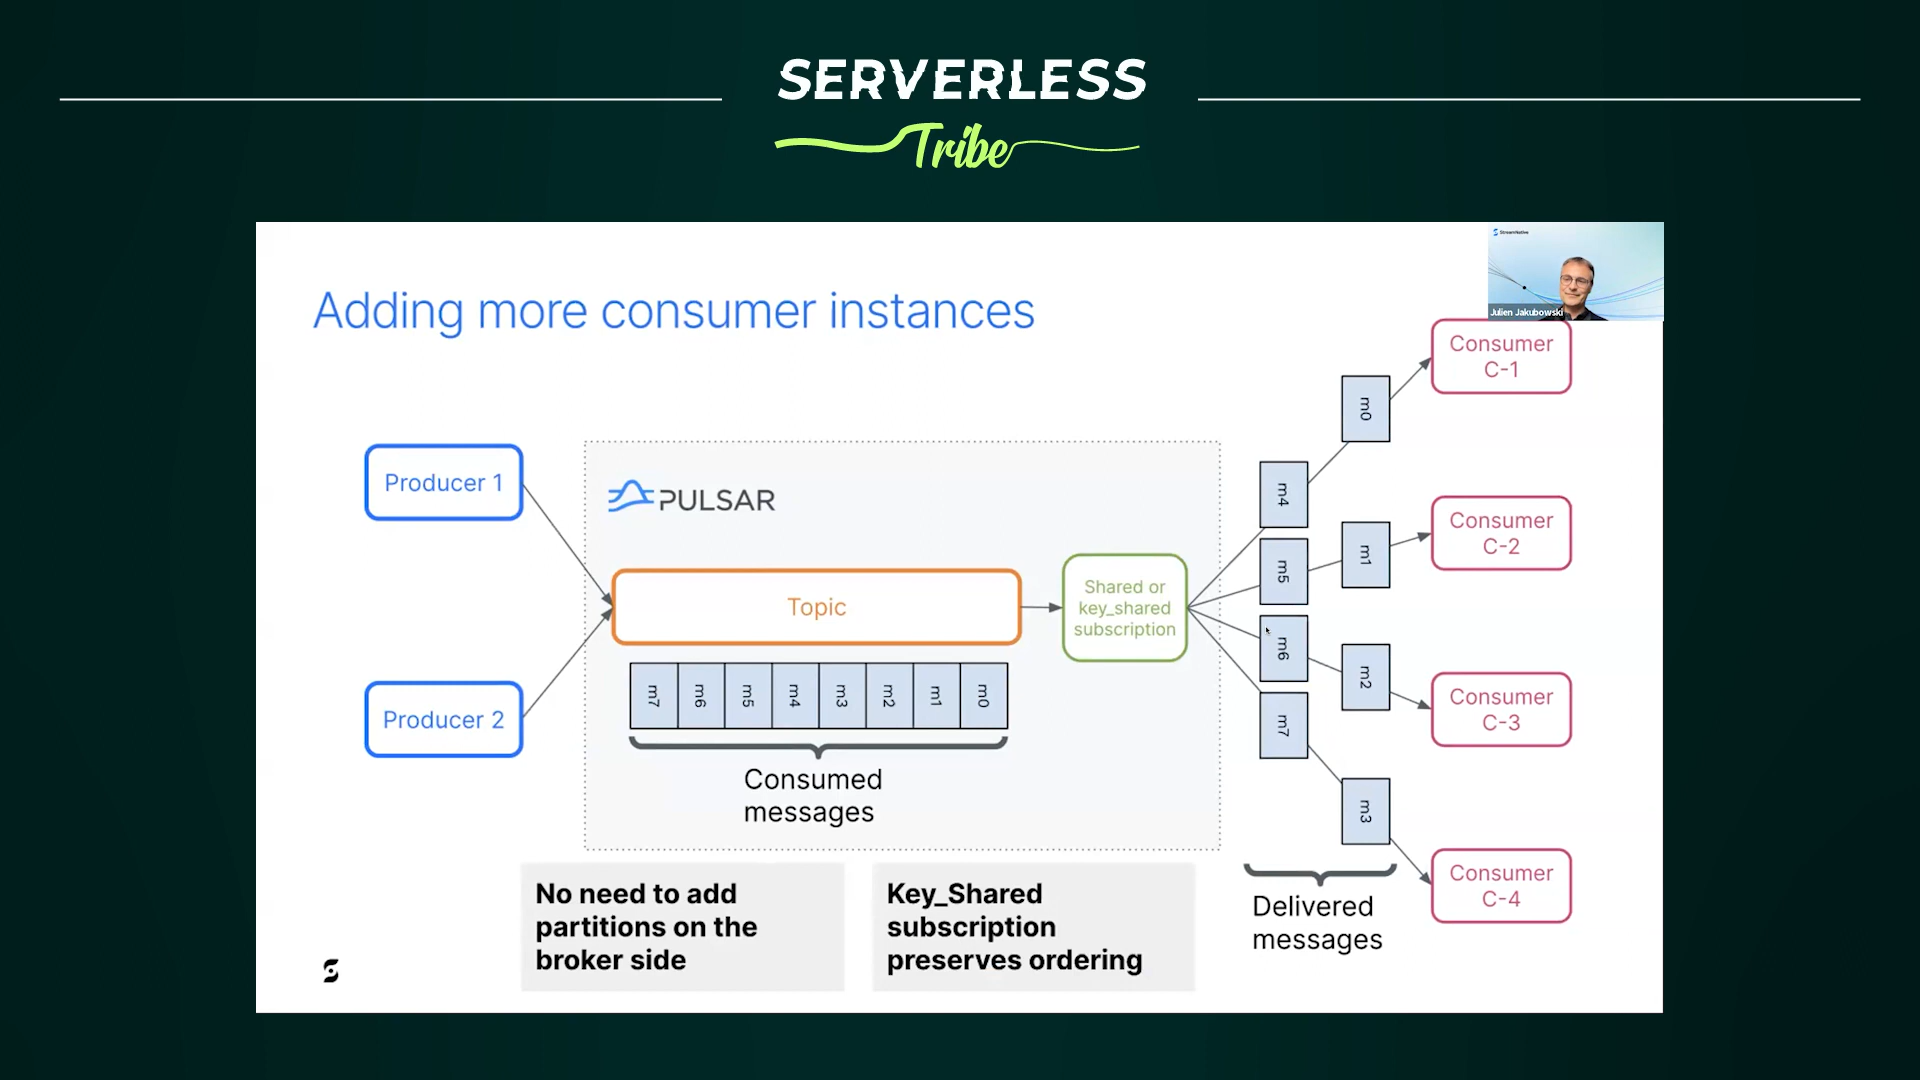 SERVERLESS
Tribe
StreamNative
Julien Jakubowski
Adding more consumer instances
Producer 1
Producer 2
PULSAR
Topic
m7 m6 m5 m4 m3 m2 m1 m0
Consumed
messages
Shared or
key_shared
subscription
m4
m5
m6
m7
m0
m1
m2
m3
Delivered
messages
Consumer
C-1
Consumer
C-2
Consumer
C-3
Consumer
C-4
No need to add
partitions on the
broker side
Key_Shared
subscription
preserves ordering